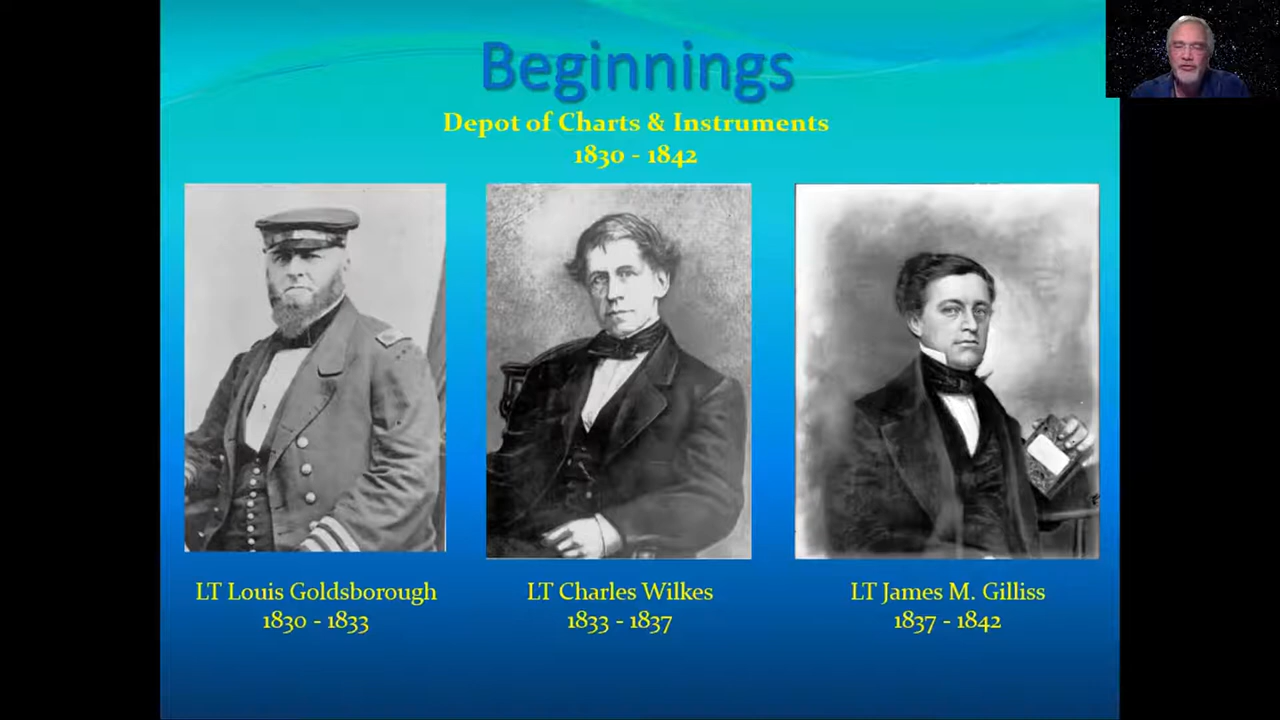 Beginnings
Depot of Charts & Instruments
1830 - 1842
LT Louis Goldsborough
1830 - 1833
LT Charles Wilkes
1833 - 1837
LT James M. Gilliss
1837 - 1842